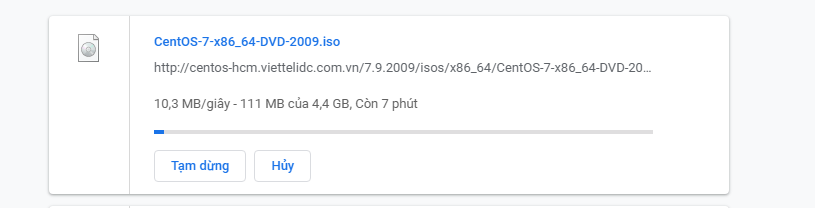 CentOS-7-x86_64-DVD-2009.iso
http://centos-hcm.viettelidc.com.vn/7.9.2009/isos/x86_64/CentOS-7-x86_64-DVD-20...
10,3 MB/giây - 111 MB của 4,4 GB, Còn 7 phút
Tạm dừng Hủy